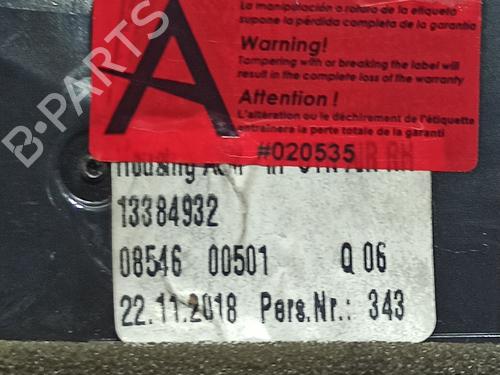 La manipulación o rotura de la etiqueta
supone la pérdida completa de la garantía
Warning!
Tampering with or breaking the label will
result in the complete loss of the warranty
Attention !
L'altération ou le déchirement de l'étiquette
entraînera la perte totale de la garanti
A
#020535
B-PARTS
Housing
13384932
08546 00501 Q 06
22.11.2018 Pers.Nr.: 343